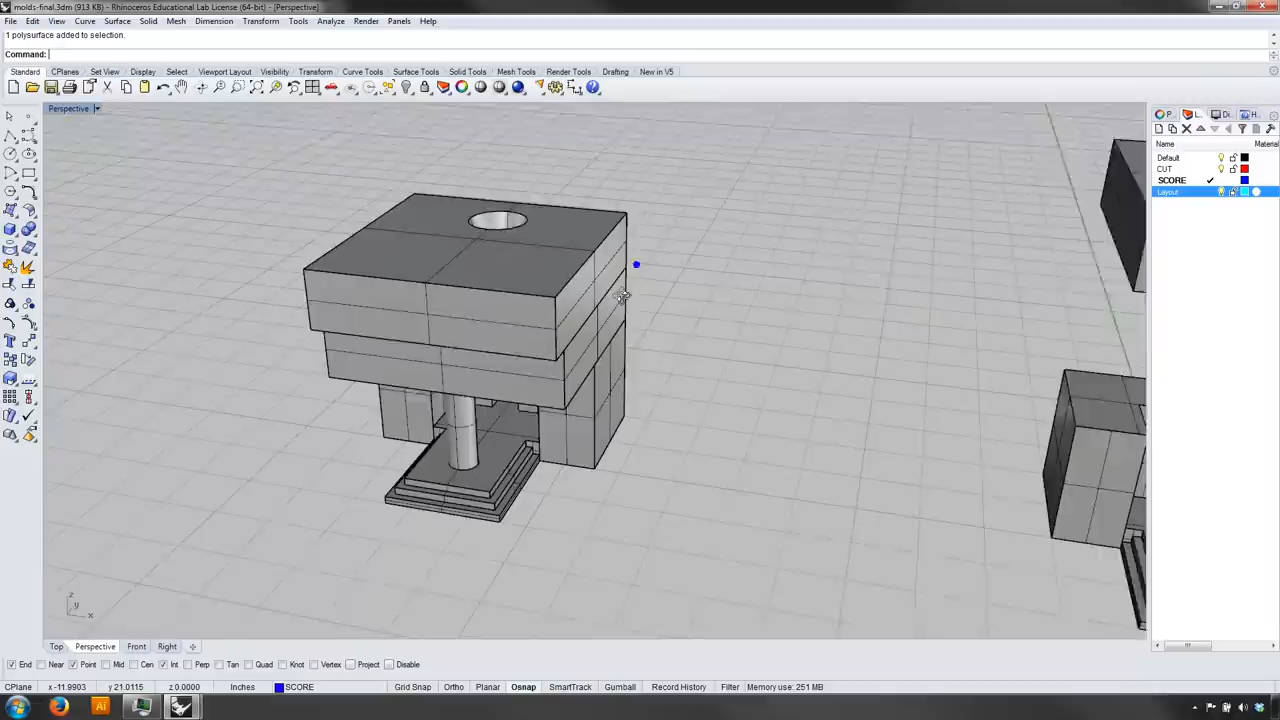 molds-final.3dm (913 KB) - Rhinoceros Educational Lab License (64-bit) - [Perspective]
File Edit View Curve Surface Solid Mesh Dimension Transform Tools Analyze Render Panels Help
1 polysurface added to selection.
Command:
Standard CPlanes Set View Display Select Viewport Layout Visibility Transform Curve Tools Surface Tools Solid Tools Mesh Tools Render Tools Drafting New in V5
Perspective
P... L... Di... H...
Name Material
Default
CUT
SCORE
Layout
z
y
x
Top Perspective Front Right
End Near Point Mid Cen Int Perp Tan Quad Knot Vertex Project Disable
CPlane x -11.9903 y 21.0115 z 0.0000 Inches SCORE Grid Snap Ortho Planar Osnap SmartTrack Gumball Record History Filter Memory use: 251 MB
Ai